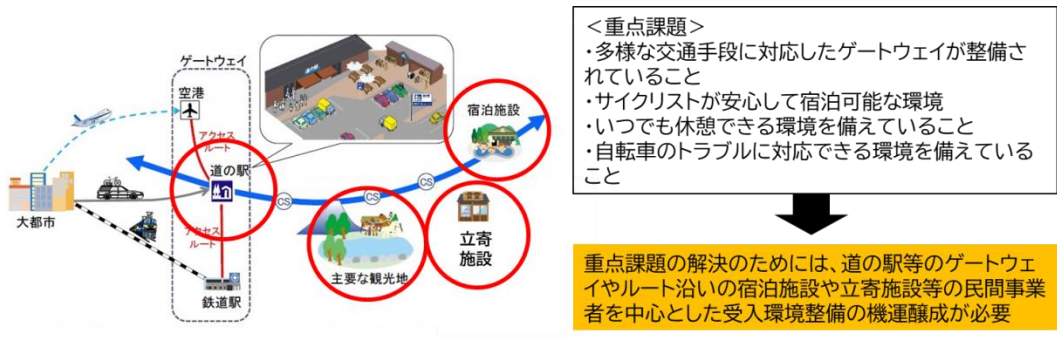 ゲートウェイ
空港
アクセス
ルート
道の駅
大都市
アクセス
ルート
鉄道駅
CS
CS
CS
主要な観光地
宿泊施設
立寄
施設
<重点課題>
・多様な交通手段に対応したゲートウェイが整備さ
れていること
・サイクリストが安心して宿泊可能な環境
・いつでも休憩できる環境を備えていること
・自転車のトラブルに対応できる環境を備えている
こと
重点課題の解決のためには、道の駅等のゲートウェ
イやルート沿いの宿泊施設や立寄施設等の民間事業
者を中心とした受入環境整備の機運醸成が必要